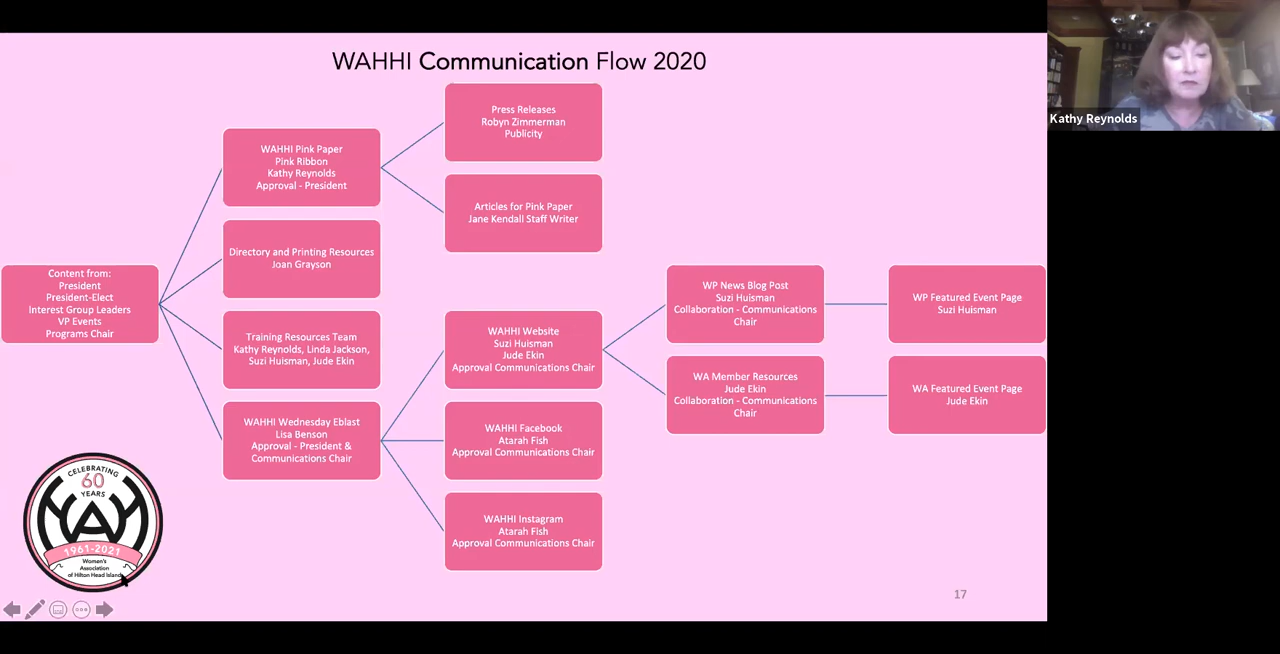 WAHHI Communication Flow 2020
Kathy Reynolds
Content from:
President
President-Elect
Interest Group Leaders
VP Events
Programs Chair
WAHHI Pink Paper
Pink Ribbon
Kathy Reynolds
Approval - President
Directory and Printing Resources
Joan Grayson
Training Resources Team
Kathy Reynolds, Linda Jackson,
Suzi Huisman, Jude Ekin
WAHHI Wednesday Eblast
Lisa Benson
Approval - President &
Communications Chair
Press Releases
Robyn Zimmerman
Publicity
Articles for Pink Paper
Jane Kendall Staff Writer
WAHHI Website
Suzi Huisman
Jude Ekin
Approval Communications Chair
WAHHI Facebook
Atarah Fish
Approval Communications Chair
WAHHI Instagram
Atarah Fish
Approval Communications Chair
WP News Blog Post
Suzi Huisman
Collaboration - Communications
Chair
WA Member Resources
Jude Ekin
Collaboration - Communications
Chair
WP Featured Event Page
Suzi Huisman
WA Featured Event Page
Jude Ekin
CELEBRATING
60
YEARS
1961-2021
Women's
Association
of Hilton Head Island
17